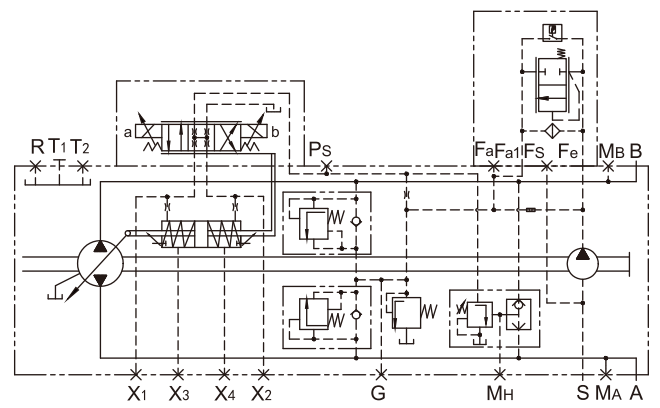 a b
R T1 T2 PS Fa Fa1 FS Fe MB B
X1 X3 X4 X2 G MH S MA A